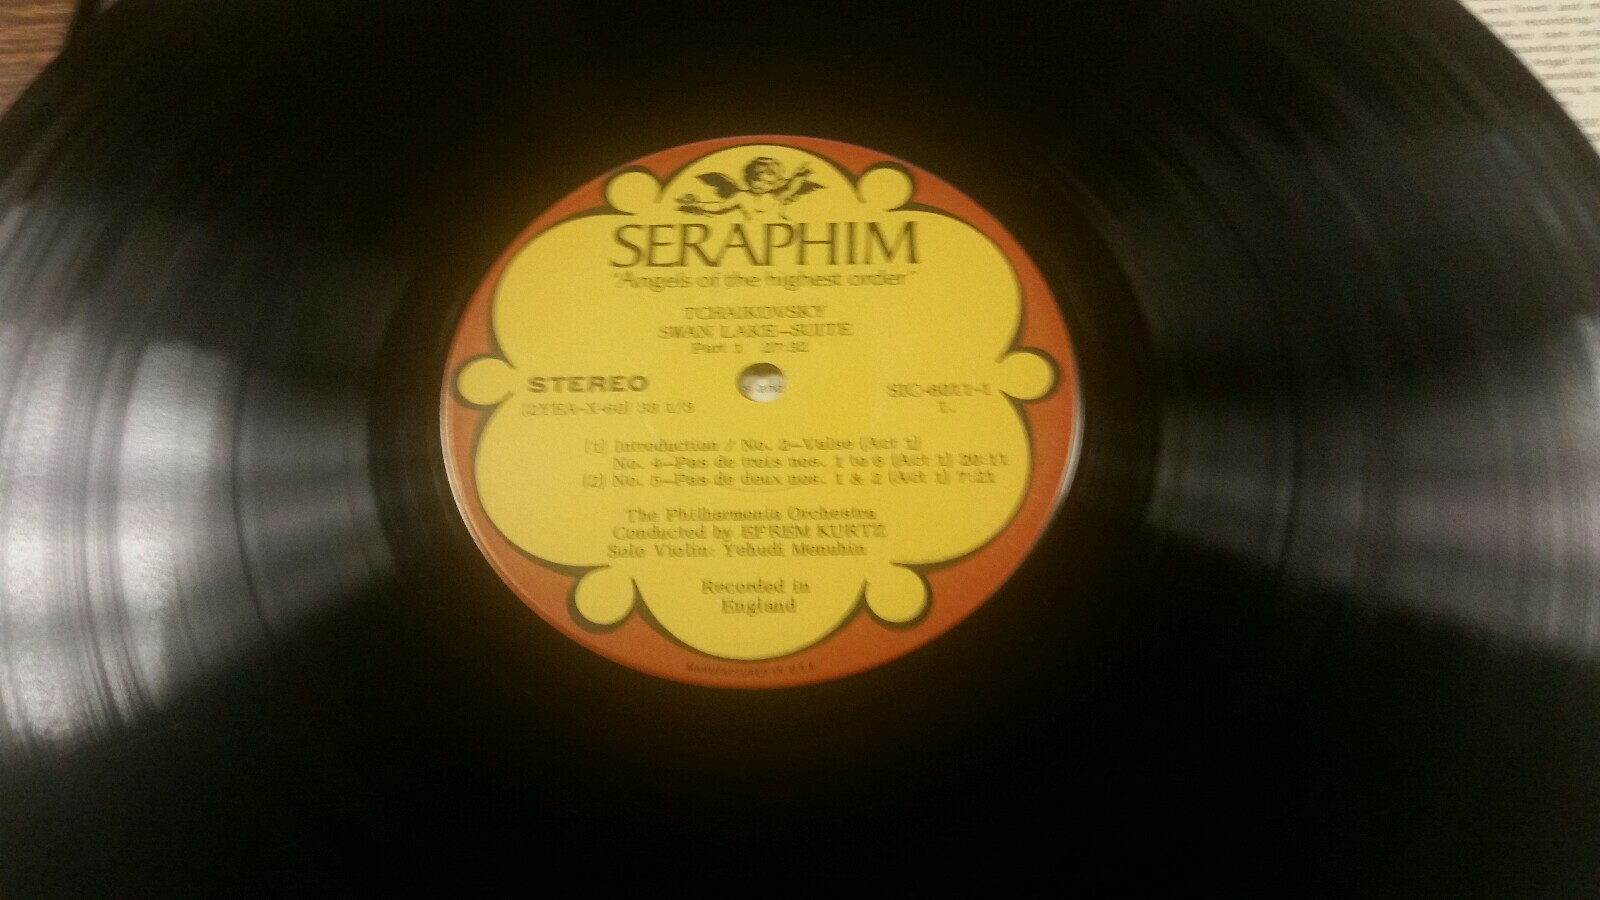 SERAPHIM
"Angels of the highest order"
TCHAIKOVSKY
SWAN LAKE—SUITE
Part 1 27:32
STEREO
SIC-6011-1
(2YEA-X-60) 33 1/3
1.
(1) Introduction / No. 2—Valse (Act 1)
No. 4—Pas de trois nos. 1 to 6 (Act 1) 20:11
(2) No. 5—Pas de deux nos. 1 & 2 (Act 1) 7:21
The Philharmonia Orchestra
Conducted by EFREM KURTZ
Solo Violin: Yehudi Menuhin
Recorded in
England
MANUFACTURED IN U.S.A.